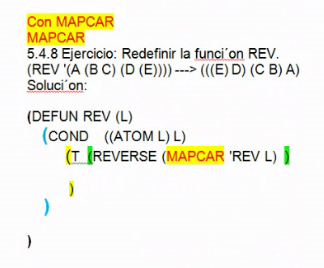 Con MAPCAR
MAPCAR
5.4.8 Ejercicio: Redefinir la funci´on REV.
(REV '(A (B C) (D (E)))) ---> (((E) D) (C B) A)
Soluci´on:
(DEFUN REV (L)
(COND ((ATOM L) L)
(T (REVERSE (MAPCAR 'REV L) )
)
)
)